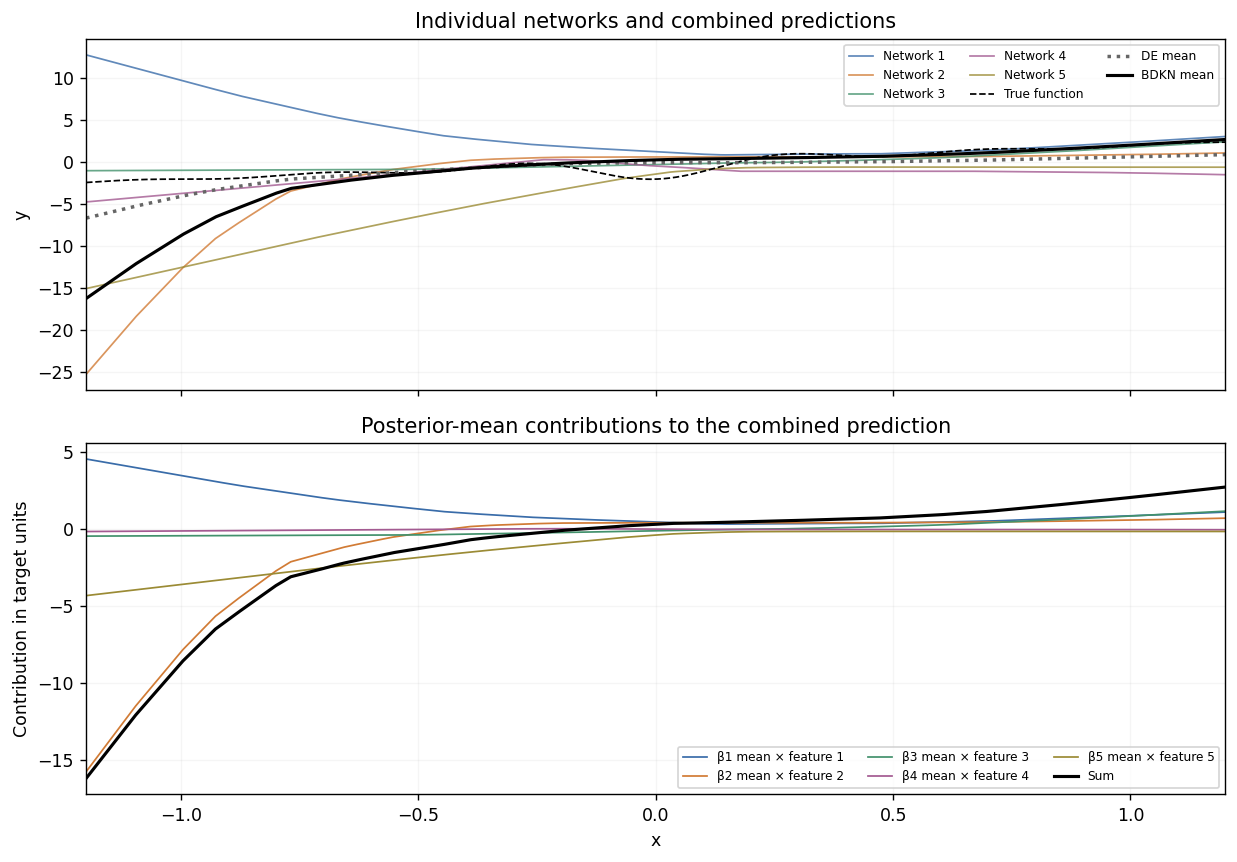 Individual networks and combined predictions
Network 1
Network 2
Network 3
Network 4
Network 5
True function
DE mean
BDKN mean
10
5
0
−5
−10
−15
−20
−25
y
Posterior-mean contributions to the combined prediction
5
0
−5
−10
−15
Contribution in target units
β1 mean × feature 1
β2 mean × feature 2
β3 mean × feature 3
β4 mean × feature 4
β5 mean × feature 5
Sum
−1.0
−0.5
0.0
0.5
1.0
x